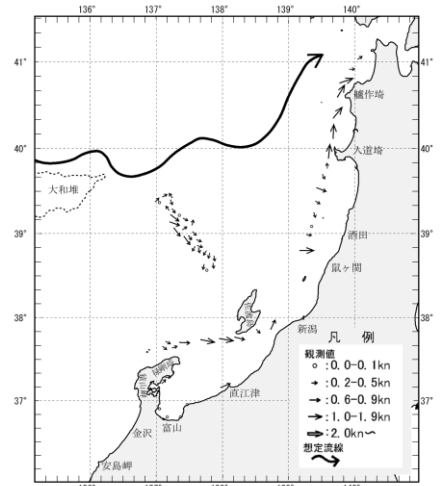 136° 137° 138° 139° 140°
41° 41°
艫作埼
40° 40°
入道埼
大和堆
39° 39°
酒田
鼠ヶ関
新潟
凡 例
観測値
:0.0-0.1kn
:0.2-0.5kn
:0.6-0.9kn
:1.0-1.9kn
:2.0kn〜
想定流線
37° 37°
38° 38°
直江津
富山
金沢
安島岬